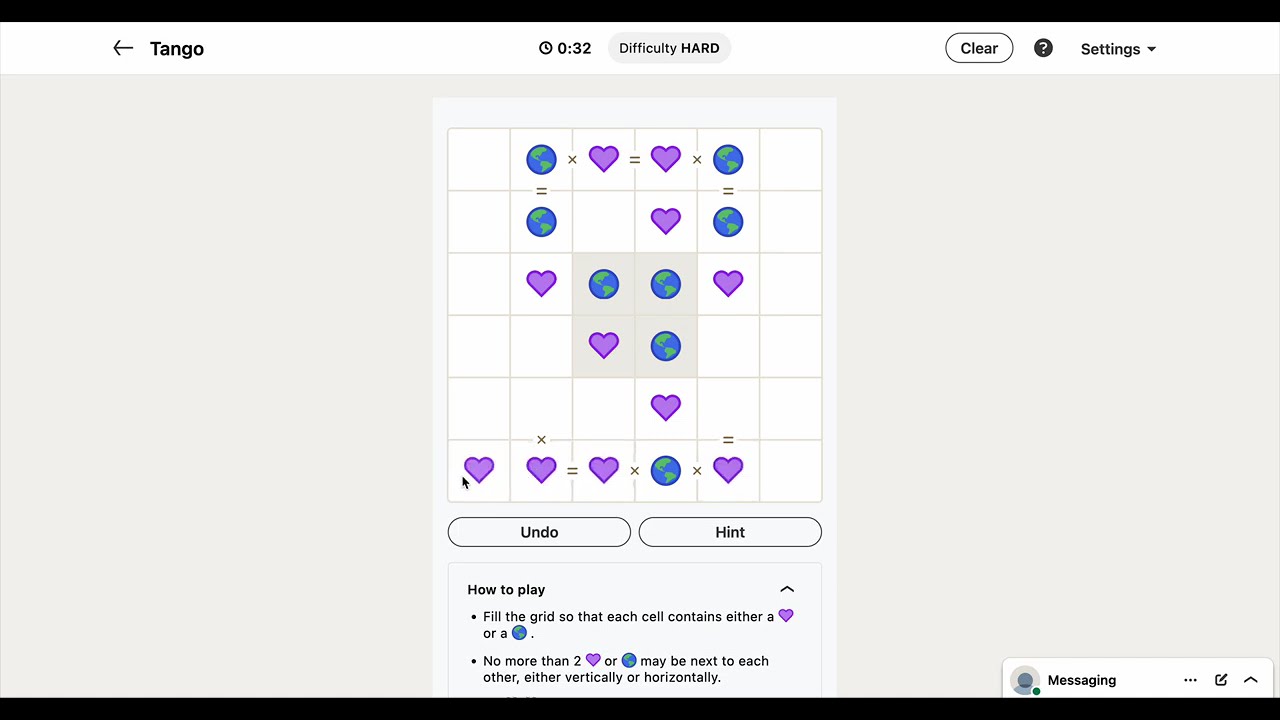 Tango
0:32
Difficulty HARD
Clear
?
Settings
× = ×
= =
× =
= × ×
Undo
Hint
How to play
• Fill the grid so that each cell contains either a 💜
or a 🌎 .
• No more than 2 💜 or 🌎 may be next to each
other, either vertically or horizontally.
Messaging